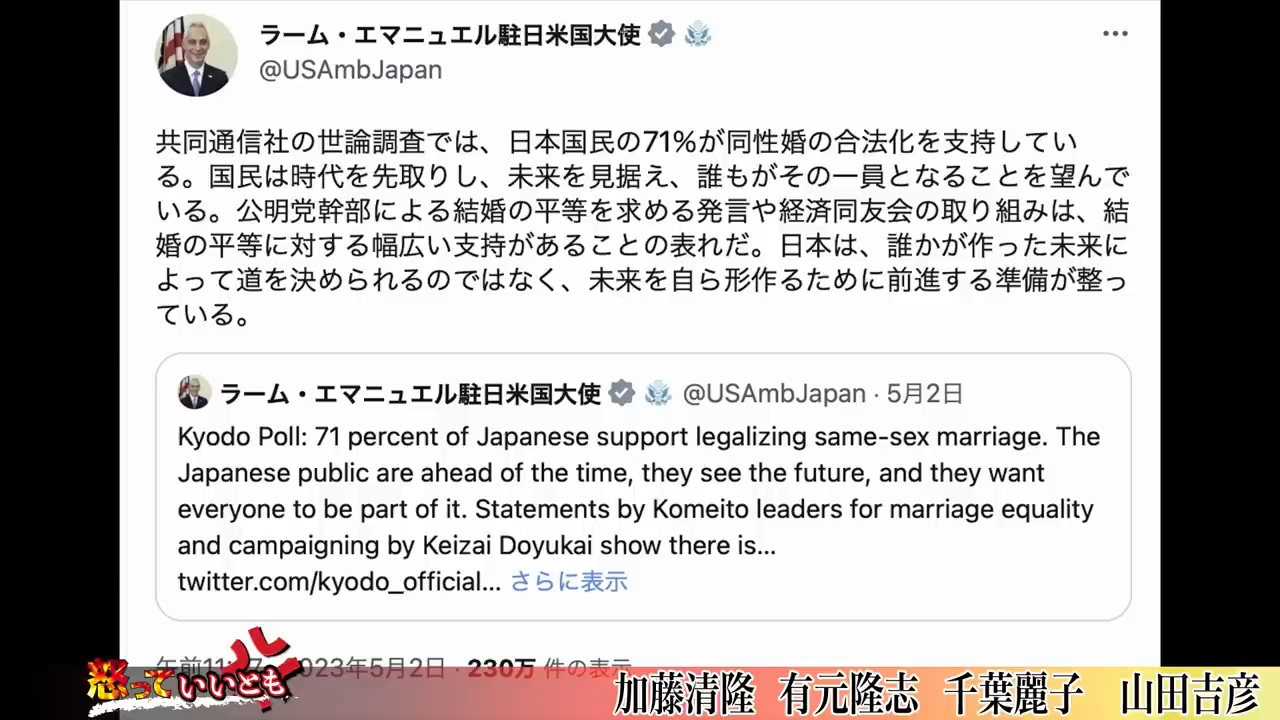 ラーム・エマニュエル駐日米国大使
@USAmbJapan
共同通信社の世論調査では、日本国民の71%が同性婚の合法化を支持してい
る。国民は時代を先取りし、未来を見据え、誰もがその一員となることを望んで
いる。公明党幹部による結婚の平等を求める発言や経済同友会の取り組みは、結
婚の平等に対する幅広い支持があることの表れだ。日本は、誰かが作った未来に
よって道を決められるのではなく、未来を自ら形作るために前進する準備が整っ
ている。
ラーム・エマニュエル駐日米国大使 @USAmbJapan · 5月2日
Kyodo Poll: 71 percent of Japanese support legalizing same-sex marriage. The
Japanese public are ahead of the time, they see the future, and they want
everyone to be part of it. Statements by Komeito leaders for marriage equality
and campaigning by Keizai Doyukai show there is...
twitter.com/kyodo_official... さらに表示
午前11 023年5月2日 · 230万 件の表示
怒っていいとも
加藤清隆 有元隆志 千葉麗子 山田吉彦